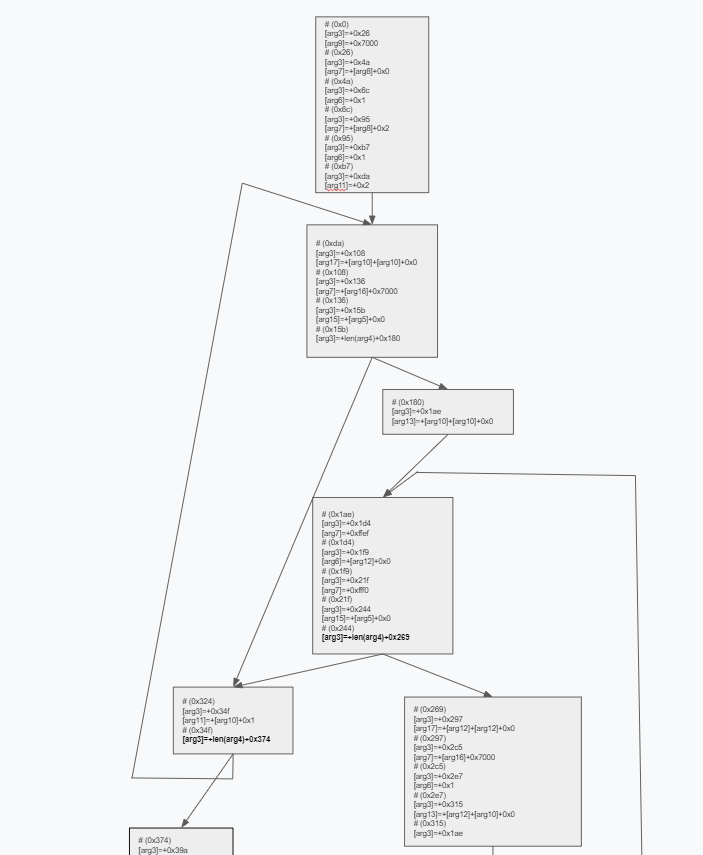 # (0x0)
[arg3]=+0x26
[arg9]=+0x7000
# (0x26)
[arg3]=+0x4a
[arg7]=+[arg8]+0x0
# (0x4a)
[arg3]=+0x6c
[arg6]=+0x1
# (0x6c)
[arg3]=+0x95
[arg7]=+[arg8]+0x2
# (0x95)
[arg3]=+0xb7
[arg6]=+0x1
# (0xb7)
[arg3]=+0xda
[arg11]=+0x2
# (0xda)
[arg3]=+0x108
[arg17]=+[arg10]+[arg10]+0x0
# (0x108)
[arg3]=+0x136
[arg7]=+[arg16]+0x7000
# (0x136)
[arg3]=+0x15b
[arg15]=+[arg5]+0x0
# (0x15b)
[arg3]=+len(arg4)+0x180
# (0x180)
[arg3]=+0x1ae
[arg13]=+[arg10]+[arg10]+0x0
# (0x1ae)
[arg3]=+0x1d4
[arg7]=+0xffef
# (0x1d4)
[arg3]=+0x1f9
[arg6]=+[arg12]+0x0
# (0x1f9)
[arg3]=+0x21f
[arg7]=+0xfff0
# (0x21f)
[arg3]=+0x244
[arg15]=+[arg5]+0x0
# (0x244)
[arg3]=+len(arg4)+0x269
# (0x324)
[arg3]=+0x34f
[arg11]=+[arg10]+0x1
# (0x34f)
[arg3]=+len(arg4)+0x374
# (0x269)
[arg3]=+0x297
[arg17]=+[arg12]+[arg12]+0x0
# (0x297)
[arg3]=+0x2c5
[arg7]=+[arg16]+0x7000
# (0x2c5)
[arg3]=+0x2e7
[arg6]=+0x1
# (0x2e7)
[arg3]=+0x315
[arg13]=+[arg12]+[arg10]+0x0
# (0x315)
[arg3]=+0x1ae
# (0x374)
[arg3]=+0x39a